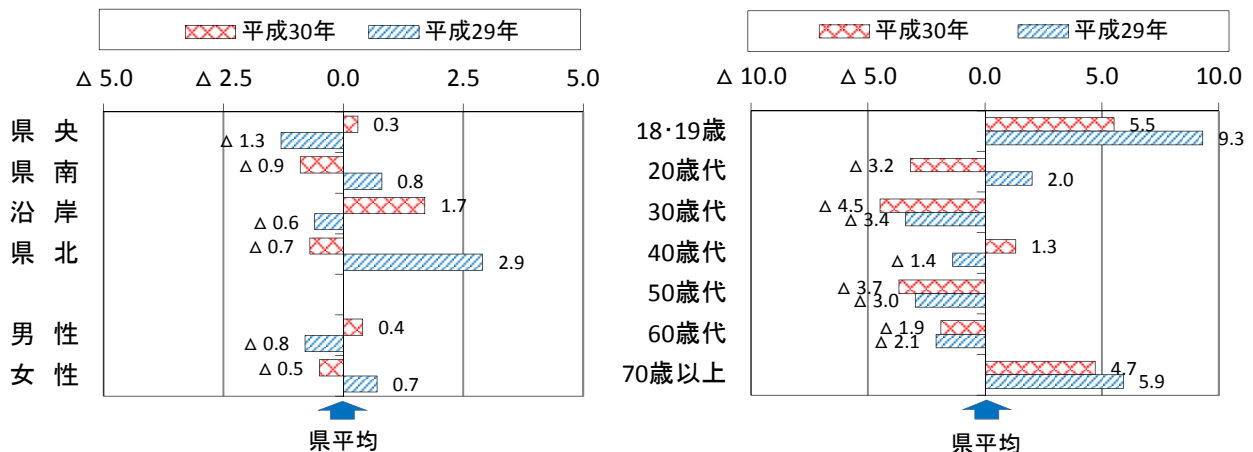 平成30年 平成29年
△ 5.0 △ 2.5 0.0 2.5 5.0
県 央 0.3
△ 1.3
県 南 △ 0.9
0.8
沿 岸 1.7
△ 0.6
県 北 △ 0.7
2.9
男 性 0.4
△ 0.8
女 性 △ 0.5
0.7
県平均
平成30年 平成29年
△ 10.0 △ 5.0 0.0 5.0 10.0
18･19歳 5.5
9.3
20歳代 △ 3.2
2.0
30歳代 △ 4.5
△ 3.4
40歳代 1.3
△ 1.4
50歳代 △ 3.7
△ 3.0
60歳代 △ 1.9
△ 2.1
70歳以上 4.7
5.9
県平均